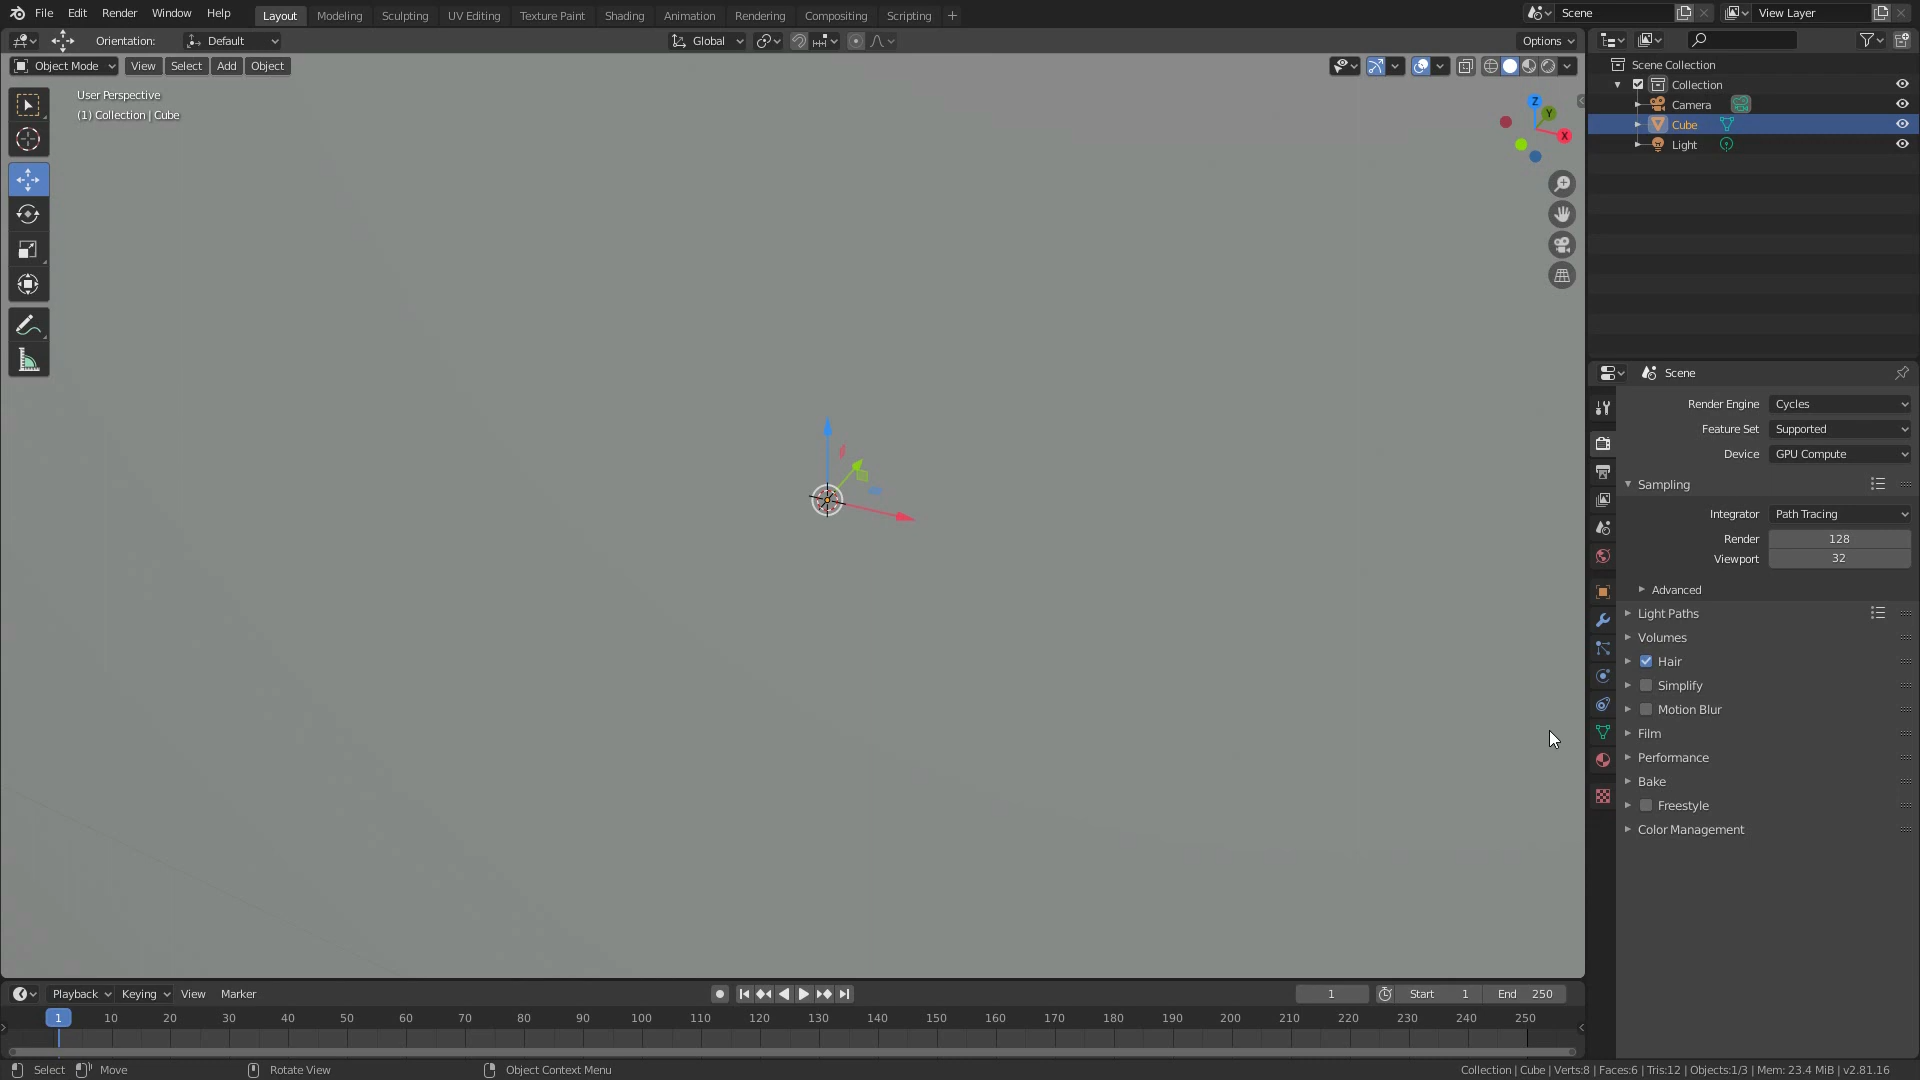 File Edit Render Window Help Layout Modeling Sculpting UV Editing Texture Paint Shading Animation Rendering Compositing Scripting + Scene View Layer
Orientation: Default Global Options
Object Mode View Select Add Object
User Perspective
(1) Collection | Cube
Z
Y
X
Scene Collection
Collection
Camera
Cube
Light
Scene
Render Engine Cycles
Feature Set Supported
Device GPU Compute
Sampling
Integrator Path Tracing
Render 128
Viewport 32
Advanced
Light Paths
Volumes
Hair
Simplify
Motion Blur
Film
Performance
Bake
Freestyle
Color Management
Playback Keying View Marker 1 Start 1 End 250
1 10 20 30 40 50 60 70 80 90 100 110 120 130 140 150 160 170 180 190 200 210 220 230 240 250
Select Move Rotate View Object Context Menu Collection | Cube | Verts:8 | Faces:6 | Tris:12 | Objects:1/3 | Mem: 23.4 MiB | v2.81.16